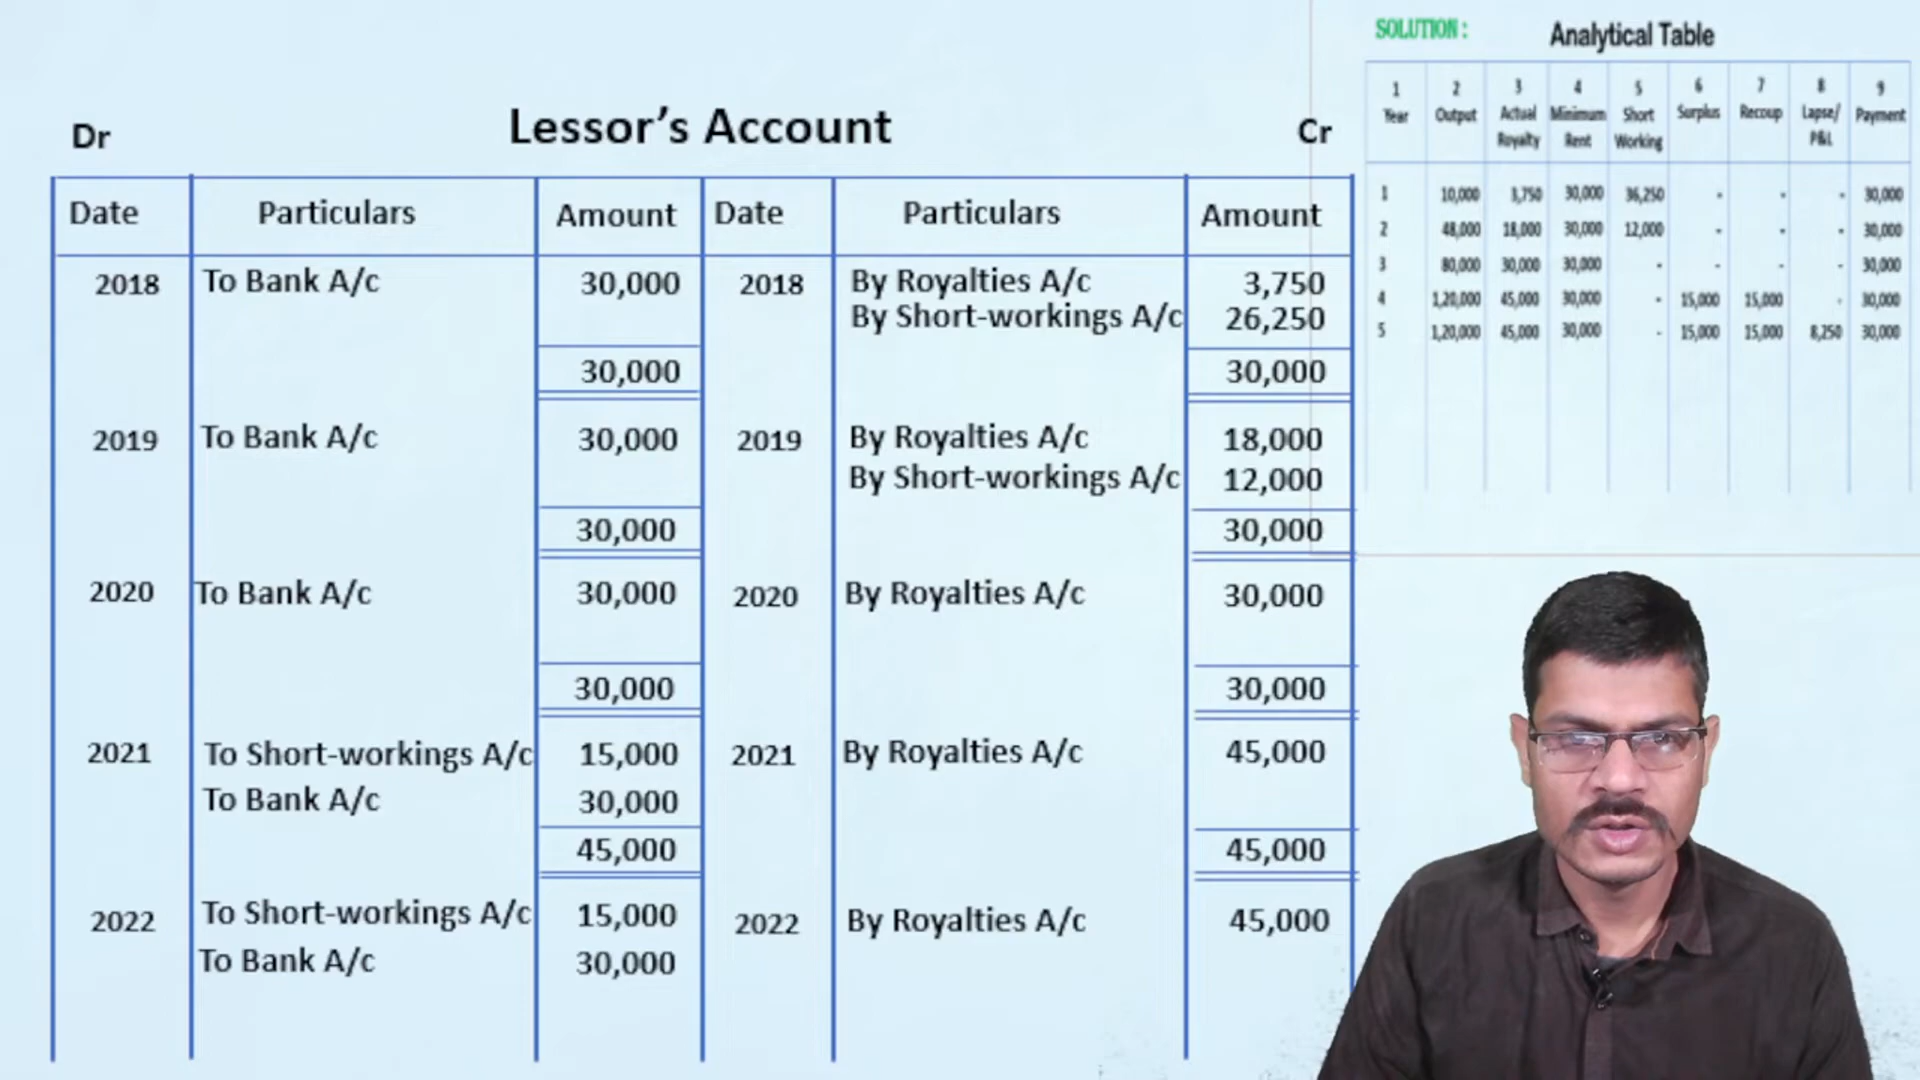 SOLUTION:
Analytical Table
1 2 3 4 5 6 7 8 9
Year Output Actual Royalty Minimum Rent Short Working Surplus Recoup Lapse/ P&L Payment
1 10,000 3,750 30,000 36,250 - - - 30,000
2 48,000 18,000 30,000 12,000 - - - 30,000
3 80,000 30,000 30,000 - - - - 30,000
4 1,20,000 45,000 30,000 - 15,000 15,000 - 30,000
5 1,20,000 45,000 30,000 - 15,000 15,000 8,250 30,000
Dr Lessor's Account Cr
Date Particulars Amount Date Particulars Amount
2018 To Bank A/c 30,000 2018 By Royalties A/c 3,750
By Short-workings A/c 26,250
30,000 30,000
2019 To Bank A/c 30,000 2019 By Royalties A/c 18,000
By Short-workings A/c 12,000
30,000 30,000
2020 To Bank A/c 30,000 2020 By Royalties A/c 30,000
30,000 30,000
2021 To Short-workings A/c 15,000 2021 By Royalties A/c 45,000
To Bank A/c 30,000
45,000 45,000
2022 To Short-workings A/c 15,000 2022 By Royalties A/c 45,000
To Bank A/c 30,000